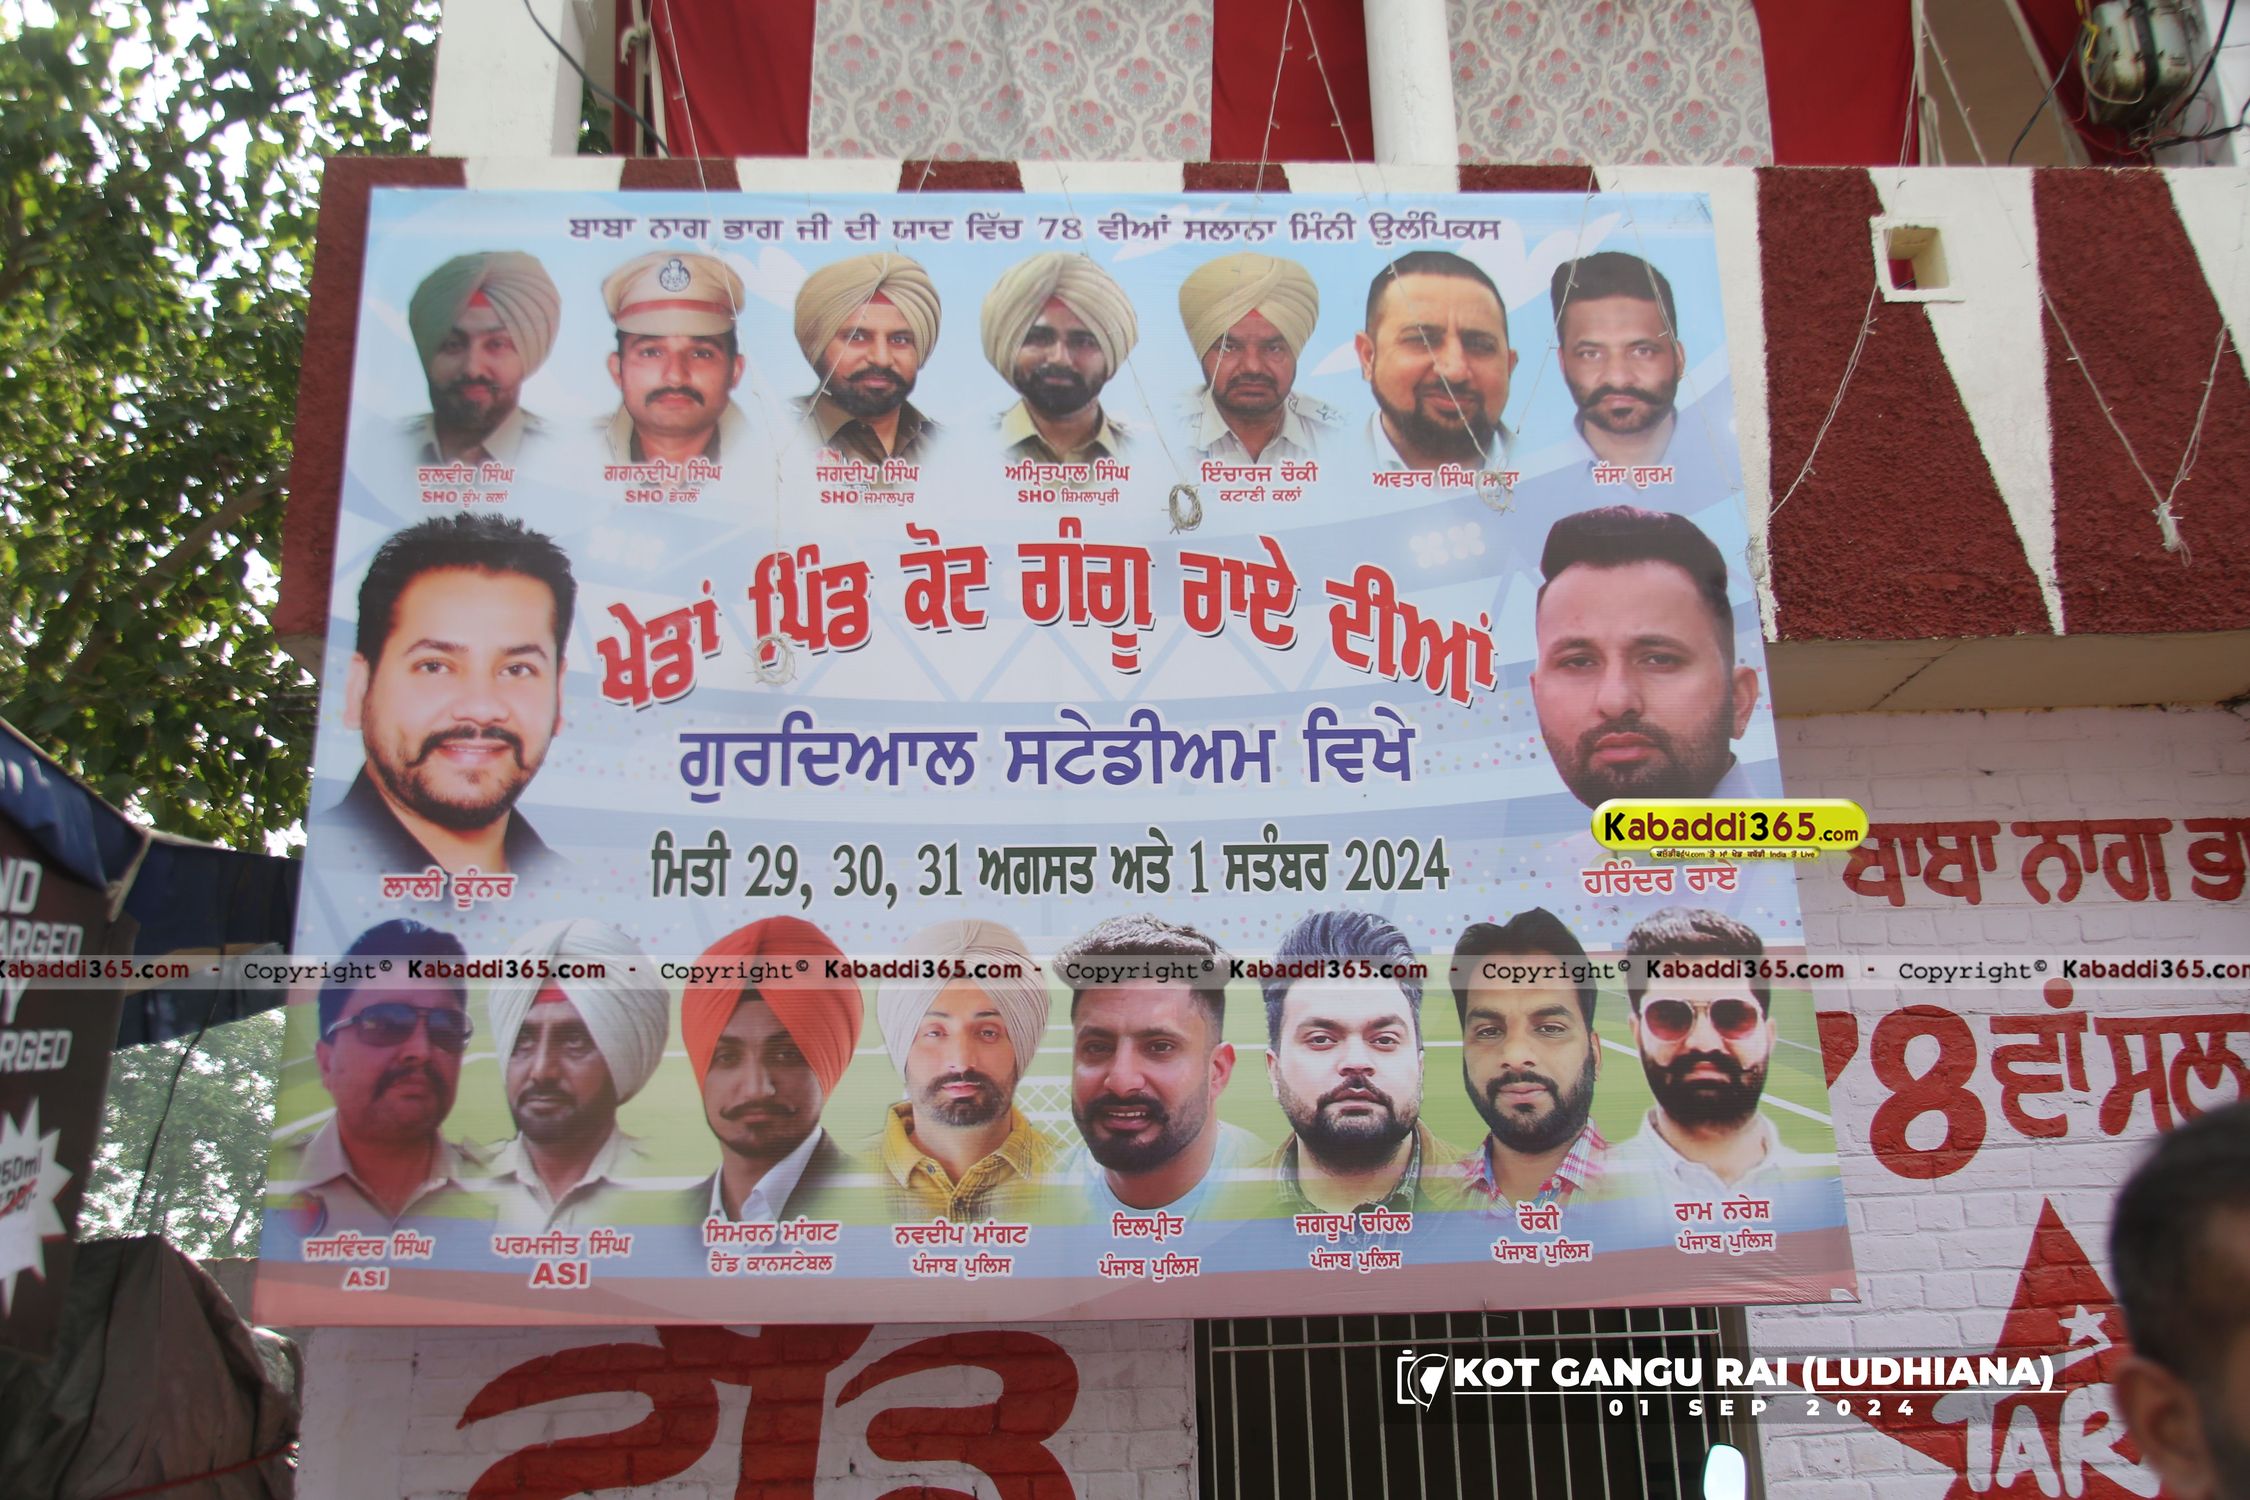 ਬਾਬਾ ਨਾਗ ਭਾਗ ਜੀ ਦੀ ਯਾਦ ਵਿੱਚ 78 ਵੀਆਂ ਸਲਾਨਾ ਮਿੰਨੀ ਉਲੰਪਿਕਸ
ਕੁਲਵੀਰ ਸਿੰਘ
SHO ਕੂੰਮ ਕਲਾਂ
ਗਗਨਦੀਪ ਸਿੰਘ
SHO ਡੇਹਲੋਂ
ਜਗਦੀਪ ਸਿੰਘ
SHO ਜਮਾਲਪੁਰ
ਅਮ੍ਰਿਤਪਾਲ ਸਿੰਘ
SHO ਸ਼ਿਮਲਾਪੁਰੀ
ਇੰਚਾਰਜ ਚੌਕੀ
ਕਟਾਣੀ ਕਲਾਂ
ਅਵਤਾਰ ਸਿੰਘ
ਜੱਸਾ ਗੁਰਮ
ਖੇਡਾਂ ਪਿੰਡ ਕੋਟ ਗੰਗੂ ਰਾਏ ਦੀਆਂ
ਗੁਰਦਿਆਲ ਸਟੇਡੀਅਮ ਵਿਖੇ
ਮਿਤੀ 29, 30, 31 ਅਗਸਤ ਅਤੇ 1 ਸਤੰਬਰ 2024
ਲਾਲੀ ਕੂੰਨਰ
Kabaddi365.com
ਹਰਿੰਦਰ ਰਾਏ
ਬਾਬਾ ਨਾਗ
Kabaddi365.com - Copyright© Kabaddi365.com - Copyright© Kabaddi365.com - Copyright© Kabaddi365.com - Copyright© Kabaddi365.com - Copyright© Kabaddi365.com
78 ਵਾਂ
ਜਸਵਿੰਦਰ ਸਿੰਘ
ASI
ਪਰਮਜੀਤ ਸਿੰਘ
ASI
ਸਿਮਰਨ ਮਾਂਗਟ
ਹੈਂਡ ਕਾਨਸਟੇਬਲ
ਨਵਦੀਪ ਮਾਂਗਟ
ਪੰਜਾਬ ਪੁਲਿਸ
ਦਿਲਪ੍ਰੀਤ
ਪੰਜਾਬ ਪੁਲਿਸ
ਜਗਰੂਪ ਚਹਿਲ
ਪੰਜਾਬ ਪੁਲਿਸ
ਰੌਕੀ
ਪੰਜਾਬ ਪੁਲਿਸ
ਰਾਮ ਨਰੇਸ਼
ਪੰਜਾਬ ਪੁਲਿਸ
KOT GANGU RAI (LUDHIANA)
01 SEP 2024